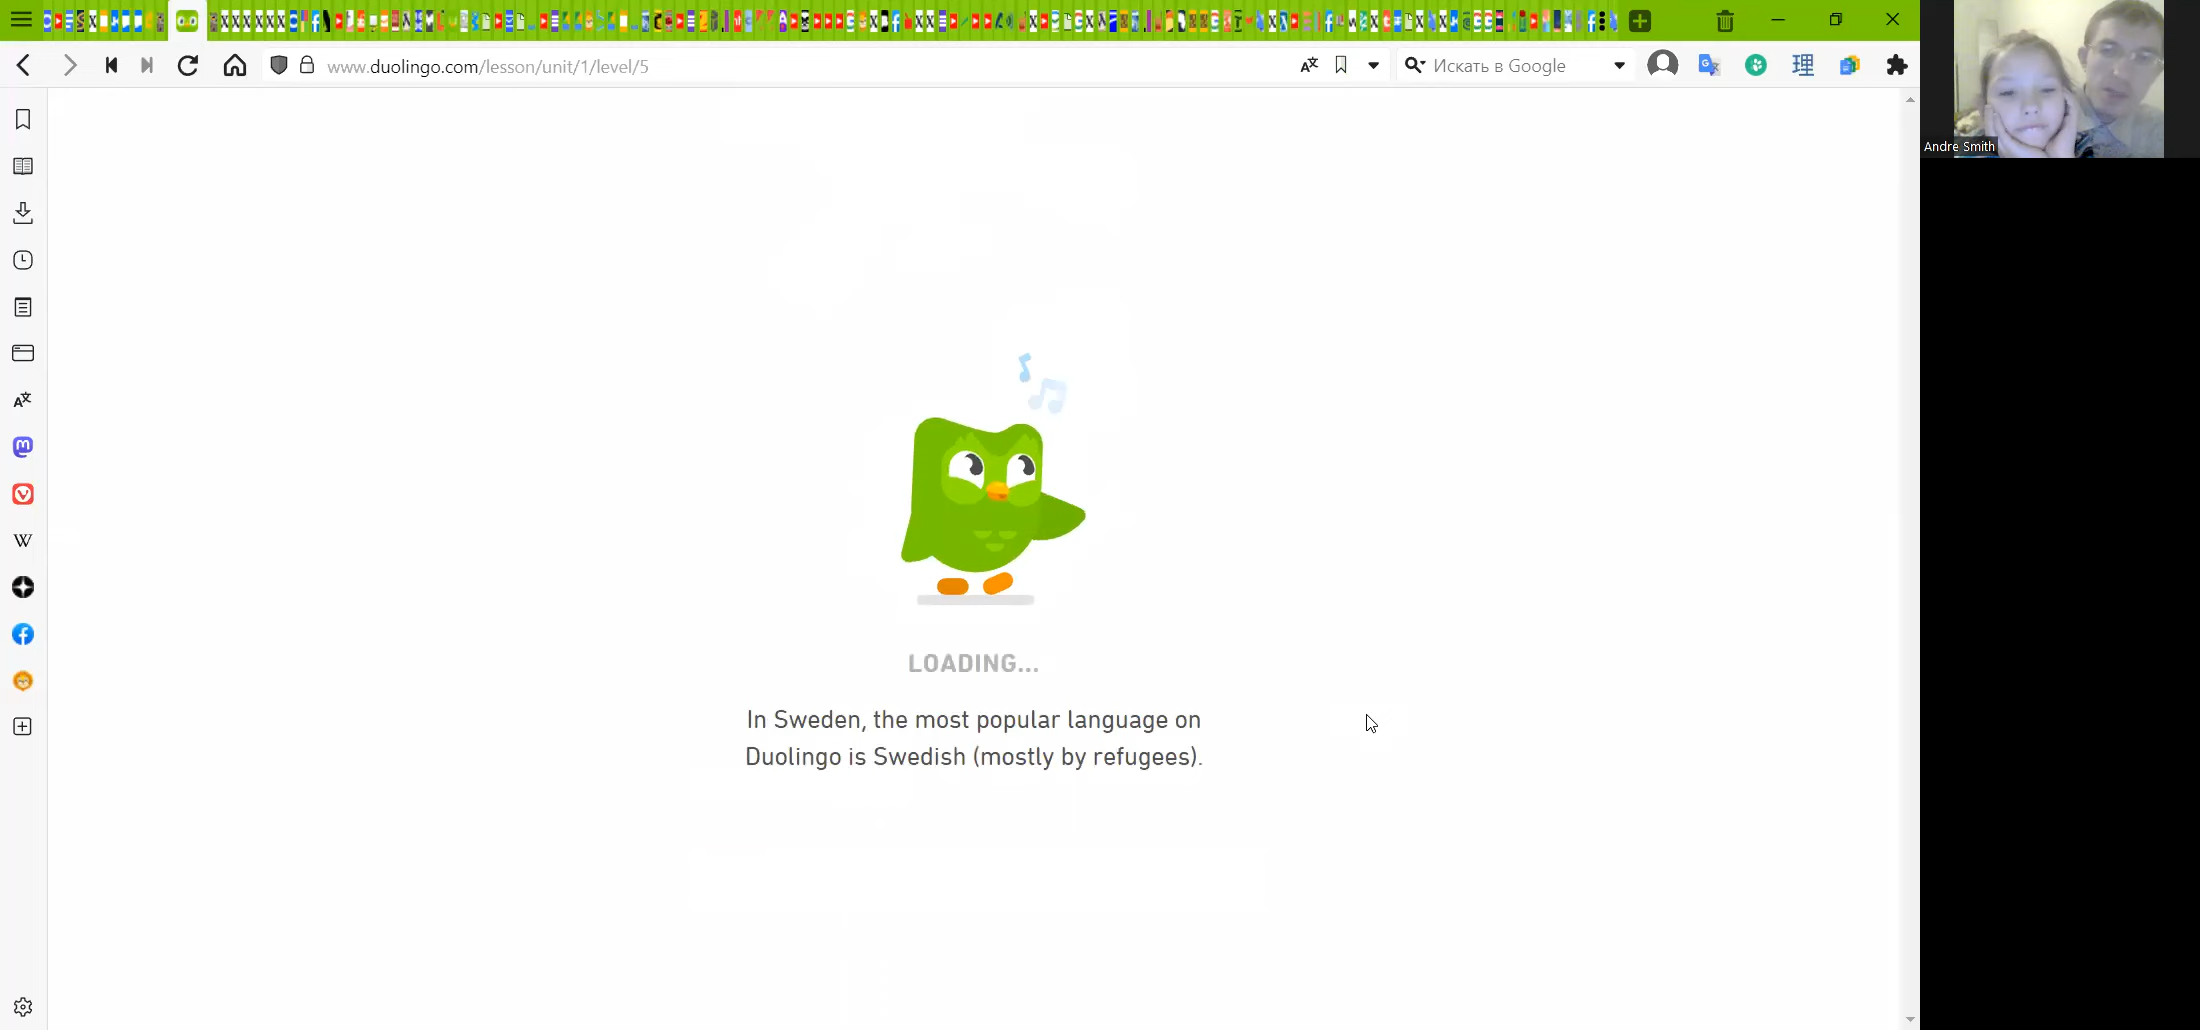 www.duolingo.com/lesson/unit/1/level/5
Искать в Google
Andre Smith
LOADING...
In Sweden, the most popular language on
Duolingo is Swedish (mostly by refugees).